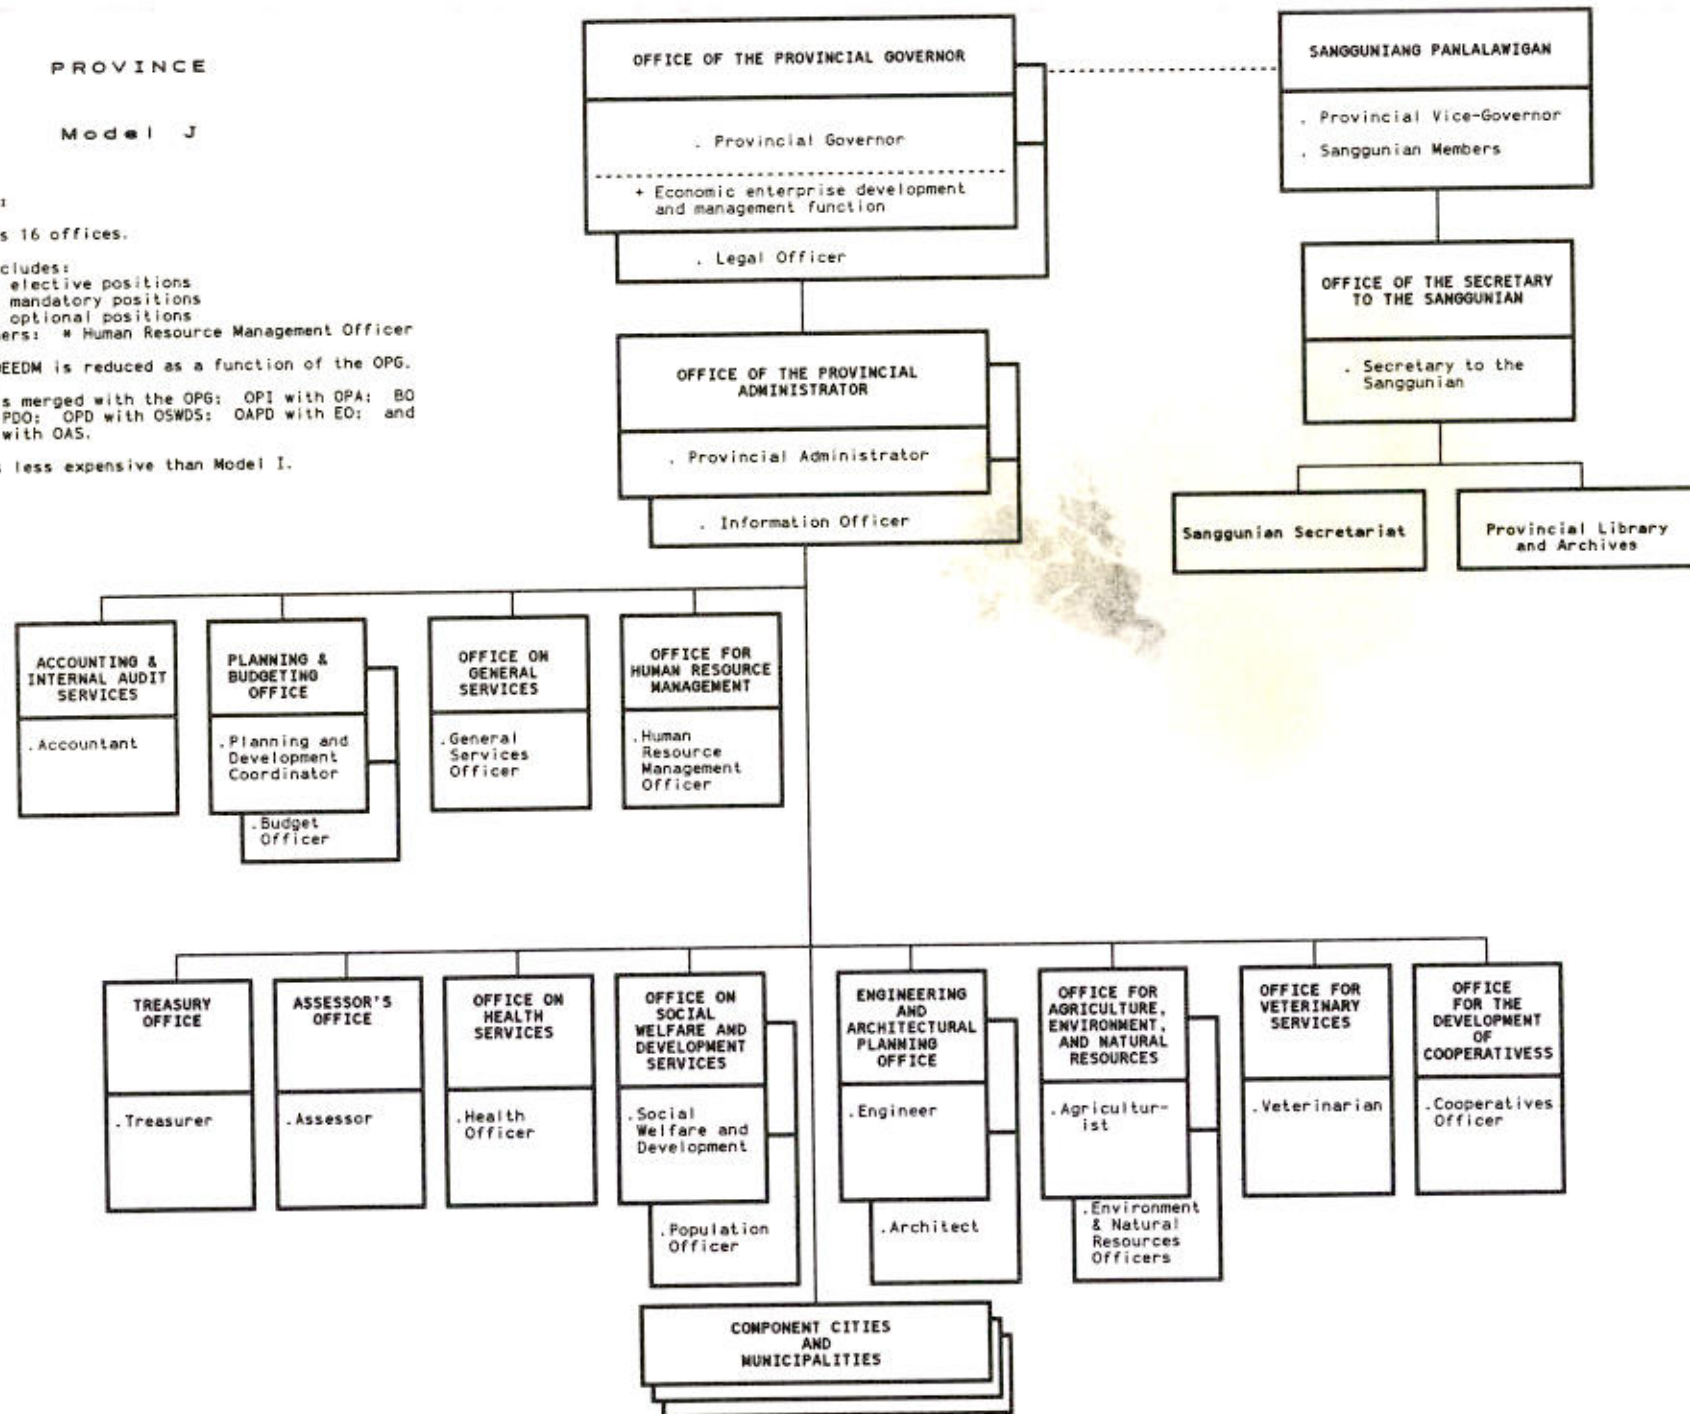 PROVINCE
Model J
:
s 16 offices.
cludes:
elective positions
mandatory positions
optional positions
ers: * Human Resource Management Officer
OEEDM is reduced as a function of the OPG.
s merged with the OPG: OPI with OPA: BO
PDO: OPD with OSWDS: OAPD with EO: and
with OAS.
less expensive than Model I.
OFFICE OF THE PROVINCIAL GOVERNOR
. Provincial Governor
+ Economic enterprise development
and management function
. Legal Officer
SANGGUNIANG PANLALAWIGAN
. Provincial Vice-Governor
. Sanggunian Members
OFFICE OF THE SECRETARY
TO THE SANGGUNIAN
. Secretary to the
Sanggunian
Sanggunian Secretariat
Provincial Library
and Archives
OFFICE OF THE PROVINCIAL
ADMINISTRATOR
. Provincial Administrator
. Information Officer
ACCOUNTING &
INTERNAL AUDIT
SERVICES
.Accountant
PLANNING &
BUDGETING
OFFICE
.Planning and
Development
Coordinator
.Budget
Officer
OFFICE ON
GENERAL
SERVICES
.General
Services
Officer
OFFICE FOR
HUMAN RESOURCE
MANAGEMENT
.Human
Resource
Management
Officer
TREASURY
OFFICE
.Treasurer
ASSESSOR'S
OFFICE
.Assessor
OFFICE ON
HEALTH
SERVICES
.Health
Officer
OFFICE ON
SOCIAL
WELFARE AND
DEVELOPMENT
SERVICES
.Social
Welfare and
Development
.Population
Officer
ENGINEERING
AND
ARCHITECTURAL
PLANNING
OFFICE
.Engineer
.Architect
OFFICE FOR
AGRICULTURE,
ENVIRONMENT,
AND NATURAL
RESOURCES
.Agricultur-
ist
.Environment
& Natural
Resources
Officers
OFFICE FOR
VETERINARY
SERVICES
.Veterinarian
OFFICE
FOR THE
DEVELOPMENT
OF
COOPERATIVESS
.Cooperatives
Officer
COMPONENT CITIES
AND
MUNICIPALITIES